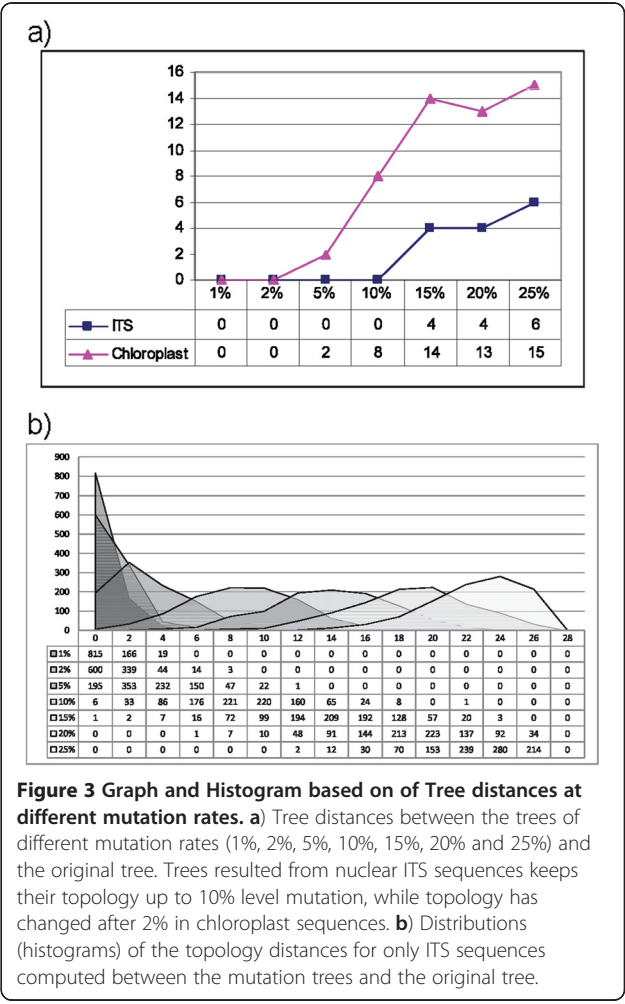 a)
16
14
12
10
8
6
4
2
0
1% 2% 5% 10% 15% 20% 25%
ITS 0 0 0 0 4 4 6
Chloroplast 0 0 2 8 14 13 15
b)
900
800
700
600
500
400
300
200
100
0
0 2 4 6 8 10 12 14 16 18 20 22 24 26 28
1% 815 166 19 0 0 0 0 0 0 0 0 0 0 0 0
2% 600 339 44 14 3 0 0 0 0 0 0 0 0 0 0
5% 195 353 232 150 47 22 1 0 0 0 0 0 0 0 0
10% 6 33 86 176 221 220 160 65 24 8 0 1 0 0 0
15% 1 2 7 16 72 99 194 209 192 128 57 20 3 0 0
20% 0 0 0 1 7 10 48 91 144 213 223 137 92 34 0
25% 0 0 0 0 0 0 2 12 30 70 153 239 280 214 0
Figure 3 Graph and Histogram based on of Tree distances at
different mutation rates. a) Tree distances between the trees of
different mutation rates (1%, 2%, 5%, 10%, 15%, 20% and 25%) and
the original tree. Trees resulted from nuclear ITS sequences keeps
their topology up to 10% level mutation, while topology has
changed after 2% in chloroplast sequences. b) Distributions
(histograms) of the topology distances for only ITS sequences
computed between the mutation trees and the original tree.